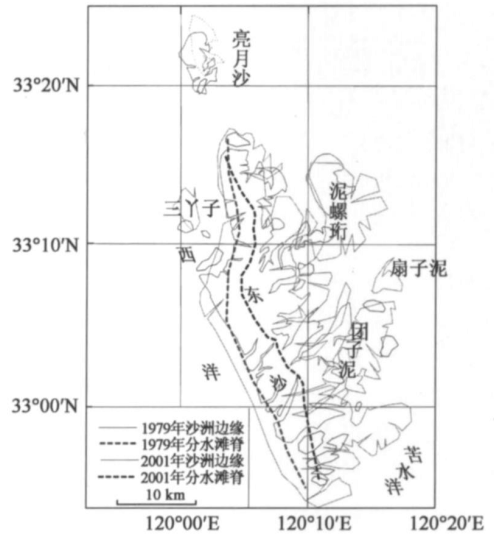 亮月沙
33°20′N
三丫子
泥螺珩
33°10′N
西
扇子泥
东
团子泥
洋
沙
33°00′N
1979年沙洲边缘
1979年分水滩脊
2001年沙洲边缘
2001年分水滩脊
10 km
苦水洋
120°00′E
120°10′E
120°20′E